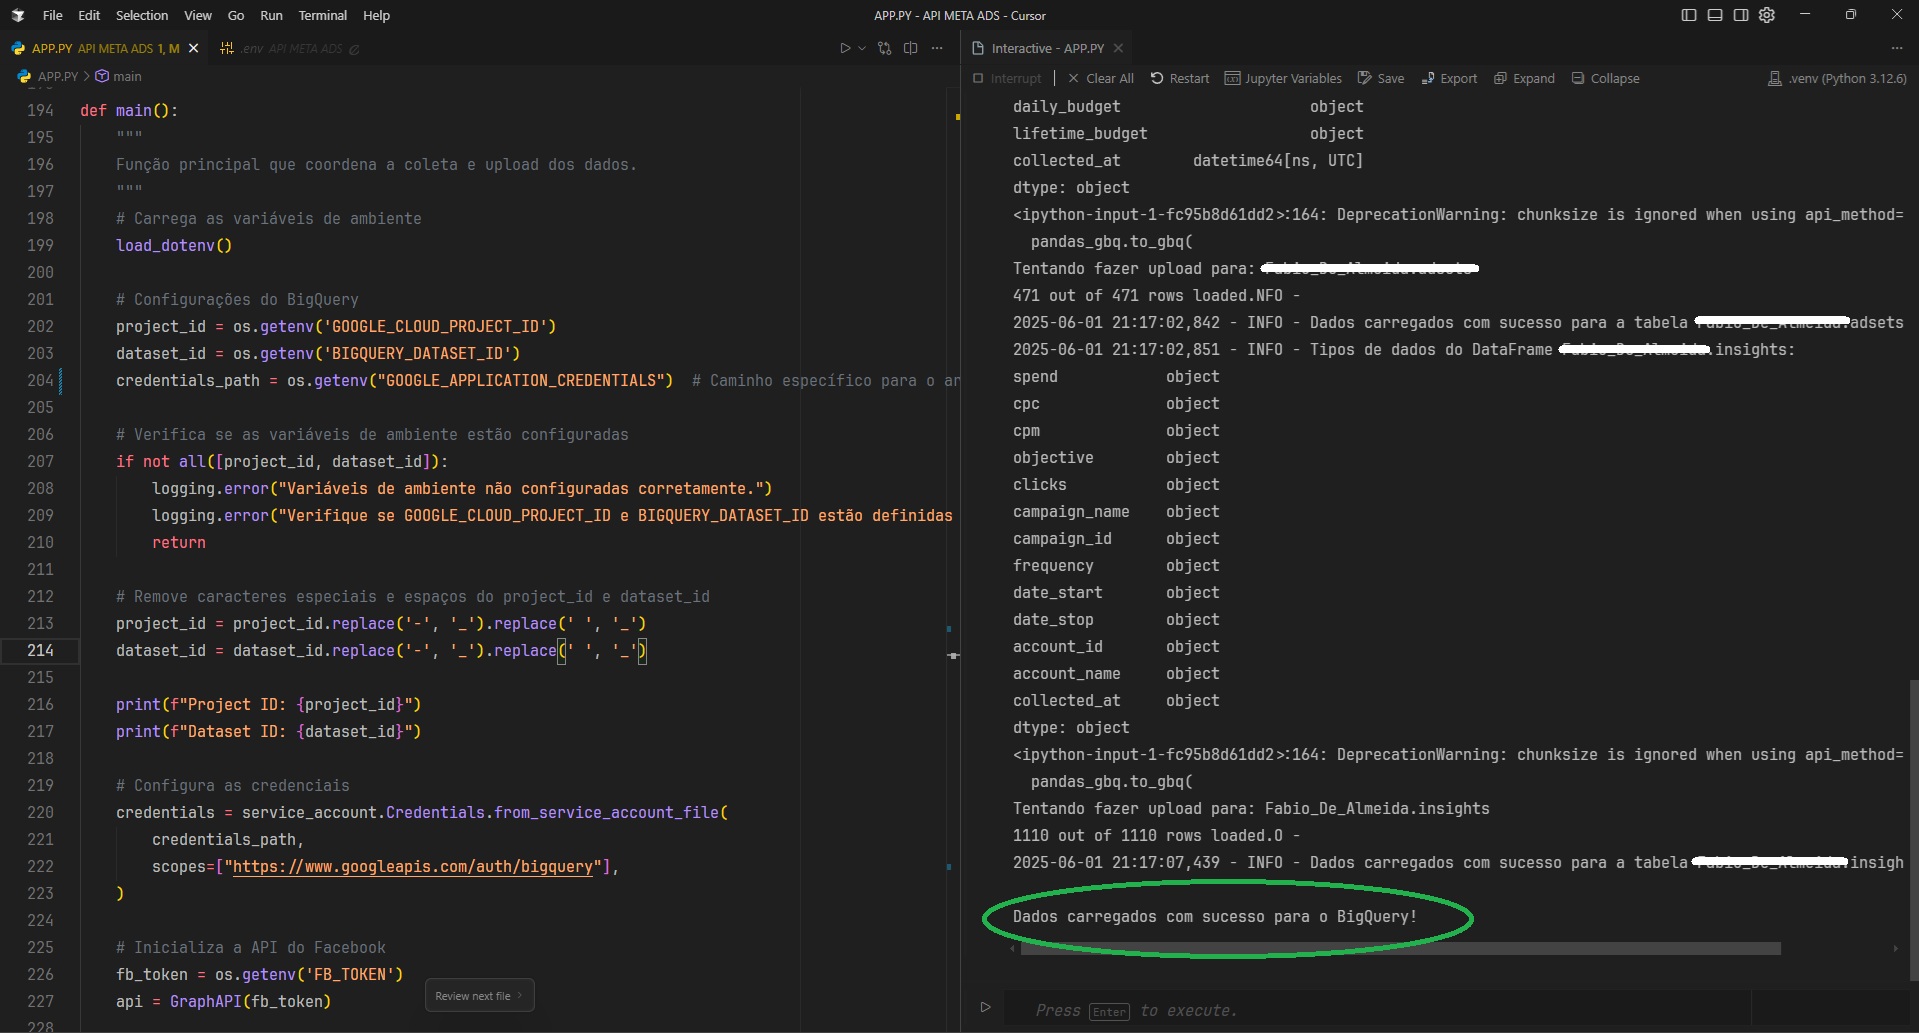 File Edit Selection View Go Run Terminal Help
APP.PY - API META ADS - Cursor
APP.PY API META ADS 1, M
.env API META ADS
APP.PY > main
194 def main():
195 """
196 Função principal que coordena a coleta e upload dos dados.
197 """
198 # Carrega as variáveis de ambiente
199 load_dotenv()
200
201 # Configurações do BigQuery
202 project_id = os.getenv('GOOGLE_CLOUD_PROJECT_ID')
203 dataset_id = os.getenv('BIGQUERY_DATASET_ID')
204 credentials_path = os.getenv("GOOGLE_APPLICATION_CREDENTIALS")  # Caminho específico para o ar
205
206 # Verifica se as variáveis de ambiente estão configuradas
207 if not all([project_id, dataset_id]):
208 logging.error("Variáveis de ambiente não configuradas corretamente.")
209 logging.error("Verifique se GOOGLE_CLOUD_PROJECT_ID e BIGQUERY_DATASET_ID estão definidas
210 return
211
212 # Remove caracteres especiais e espaços do project_id e dataset_id
213 project_id = project_id.replace('-', '_').replace(' ', '_')
214 dataset_id = dataset_id.replace('-', '_').replace(' ', '_')
215
216 print(f"Project ID: {project_id}")
217 print(f"Dataset ID: {dataset_id}")
218
219 # Configura as credenciais
220 credentials = service_account.Credentials.from_service_account_file(
221 credentials_path,
222 scopes=["https://www.googleapis.com/auth/bigquery"],
223 )
224
225 # Inicializa a API do Facebook
226 fb_token = os.getenv('FB_TOKEN')
227 api = GraphAPI(fb_token)
228
Review next file >
Interactive - APP.PY
Interrupt | Clear All Restart Jupyter Variables Save Export Expand Collapse .venv (Python 3.12.6)
daily_budget object
lifetime_budget object
collected_at datetime64[ns, UTC]
dtype: object
<ipython-input-1-fc95b8d61dd2>:164: DeprecationWarning: chunksize is ignored when using api_method=
pandas_gbq.to_gbq(
Tentando fazer upload para:
471 out of 471 rows loaded.NFO -
2025-06-01 21:17:02,842 - INFO - Dados carregados com sucesso para a tabela .adsets
2025-06-01 21:17:02,851 - INFO - Tipos de dados do DataFrame .insights:
spend object
cpc object
cpm object
objective object
clicks object
campaign_name object
campaign_id object
frequency object
date_start object
date_stop object
account_id object
account_name object
collected_at object
dtype: object
<ipython-input-1-fc95b8d61dd2>:164: DeprecationWarning: chunksize is ignored when using api_method=
pandas_gbq.to_gbq(
Tentando fazer upload para: Fabio_De_Almeida.insights
1110 out of 1110 rows loaded.O -
2025-06-01 21:17:07,439 - INFO - Dados carregados com sucesso para a tabela .insigh
Dados carregados com sucesso para o BigQuery!
Press Enter to execute.